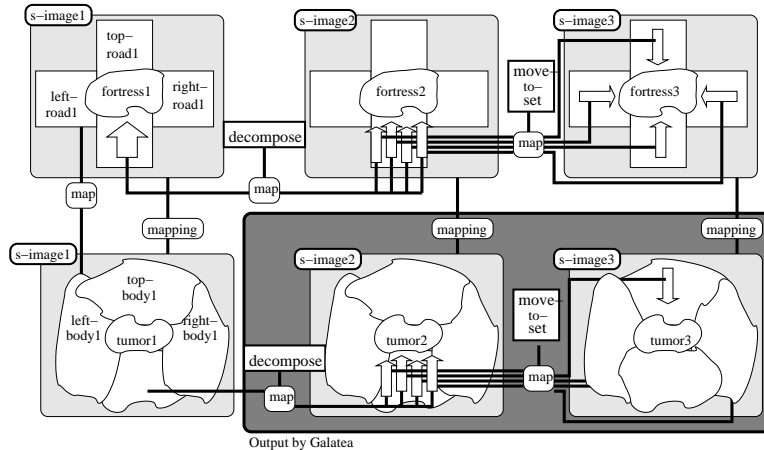 s–image1
top–
road1
left–
road1
fortress1
right–
road1
decompose
map
map
mapping
s–image2
fortress2
move–
to–
set
map
mapping
s–image3
fortress3
mapping
s–image1
top–
body1
left–
body1
right–
body1
tumor1
decompose
map
s–image2
tumor2
move–
to–
set
map
s–image3
tumor3
Output by Galatea